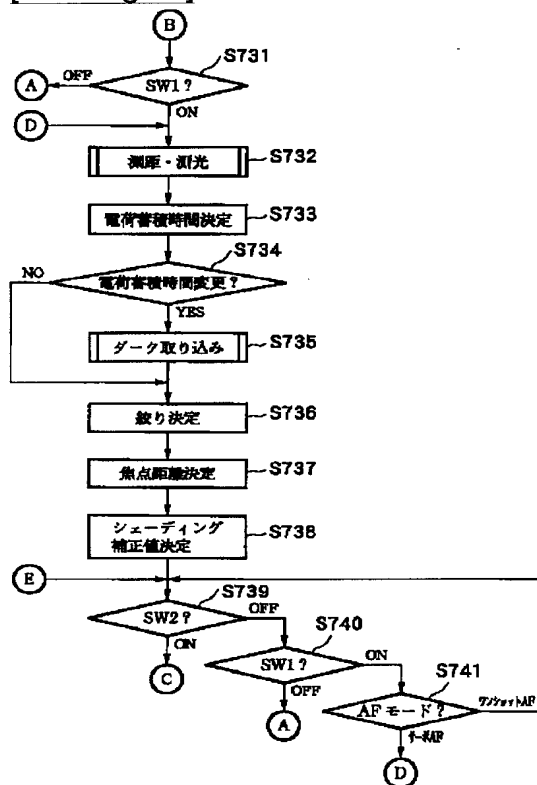 B
S731
OFF
A
SW1?
ON
D
測距・測光
S732
電荷蓄積時間決定
S733
S734
NO
電荷蓄積時間変更?
YES
ダーク取り込み
S735
絞り決定
S736
焦点距離決定
S737
シェーディング
補正値決定
S738
E
S739
SW2?
OFF
S740
ON
SW1?
ON
S741
C
OFF
AFモード?
ワンショットAF
A
サーボAF
D